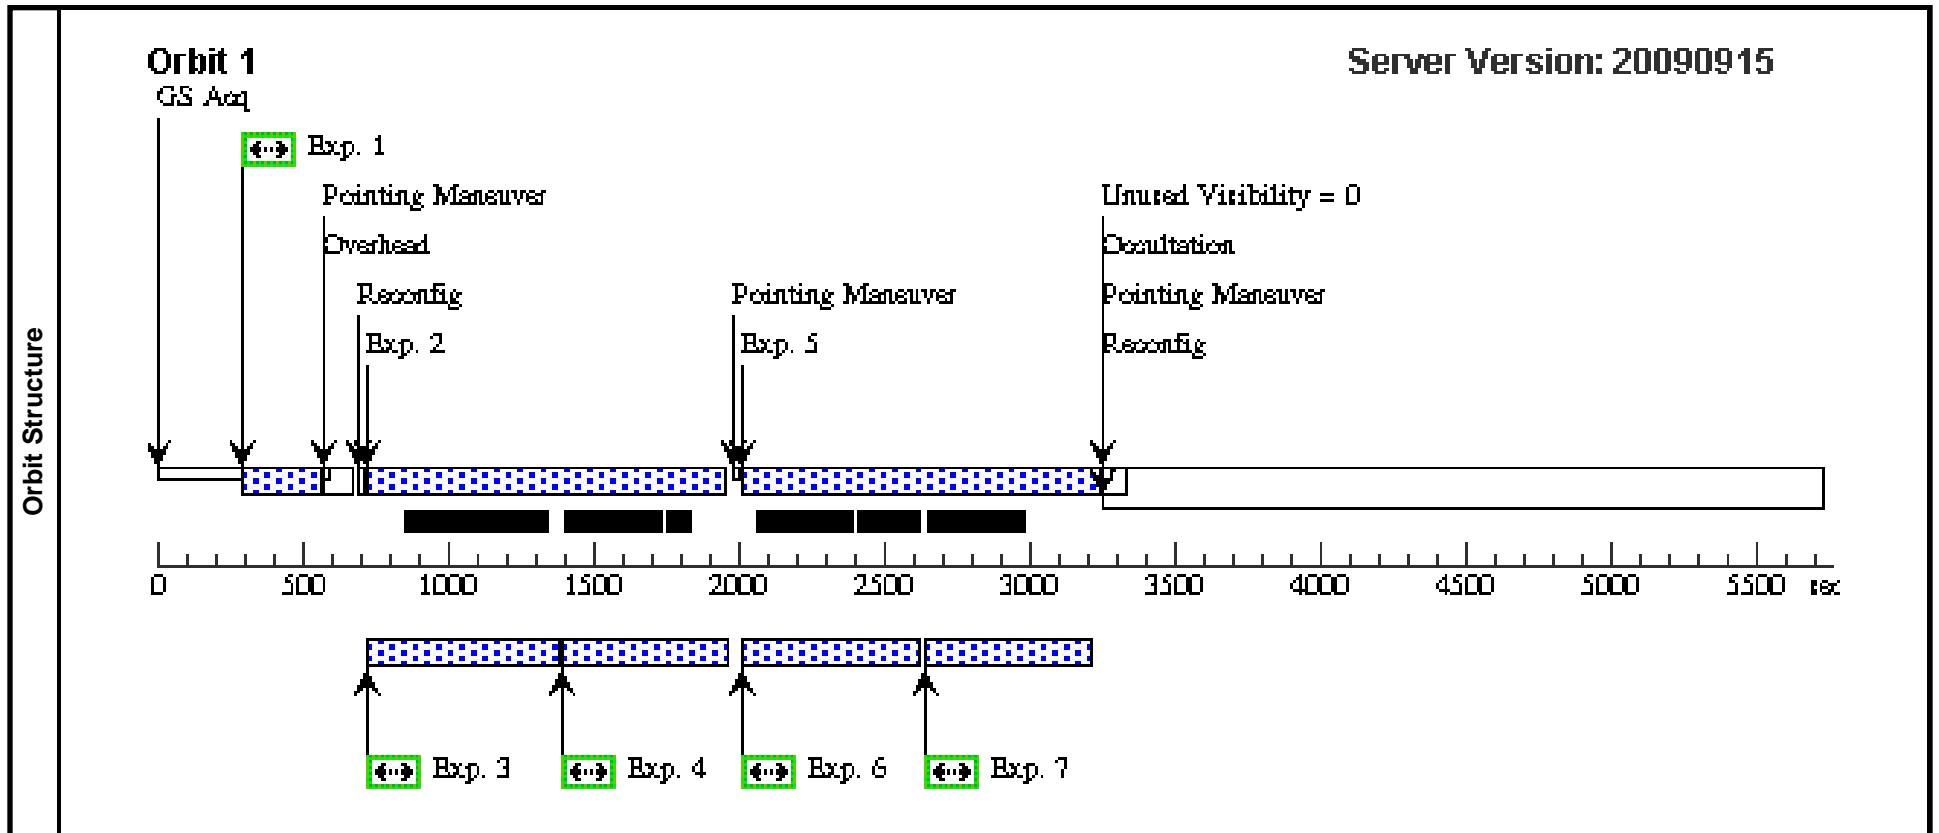 Orbit Structure
Orbit 1
Server Version: 20090915
GS Acq
Exp. 1
Pointing Maneuver
Unused Visibility = 0
Overhead
Occultation
Reconfig
Pointing Maneuver
Pointing Maneuver
Exp. 2
Exp. 5
Reconfig
0 500 1000 1500 2000 2500 3000 3500 4000 4500 5000 5500 sec
Exp. 3
Exp. 4
Exp. 6
Exp. 7